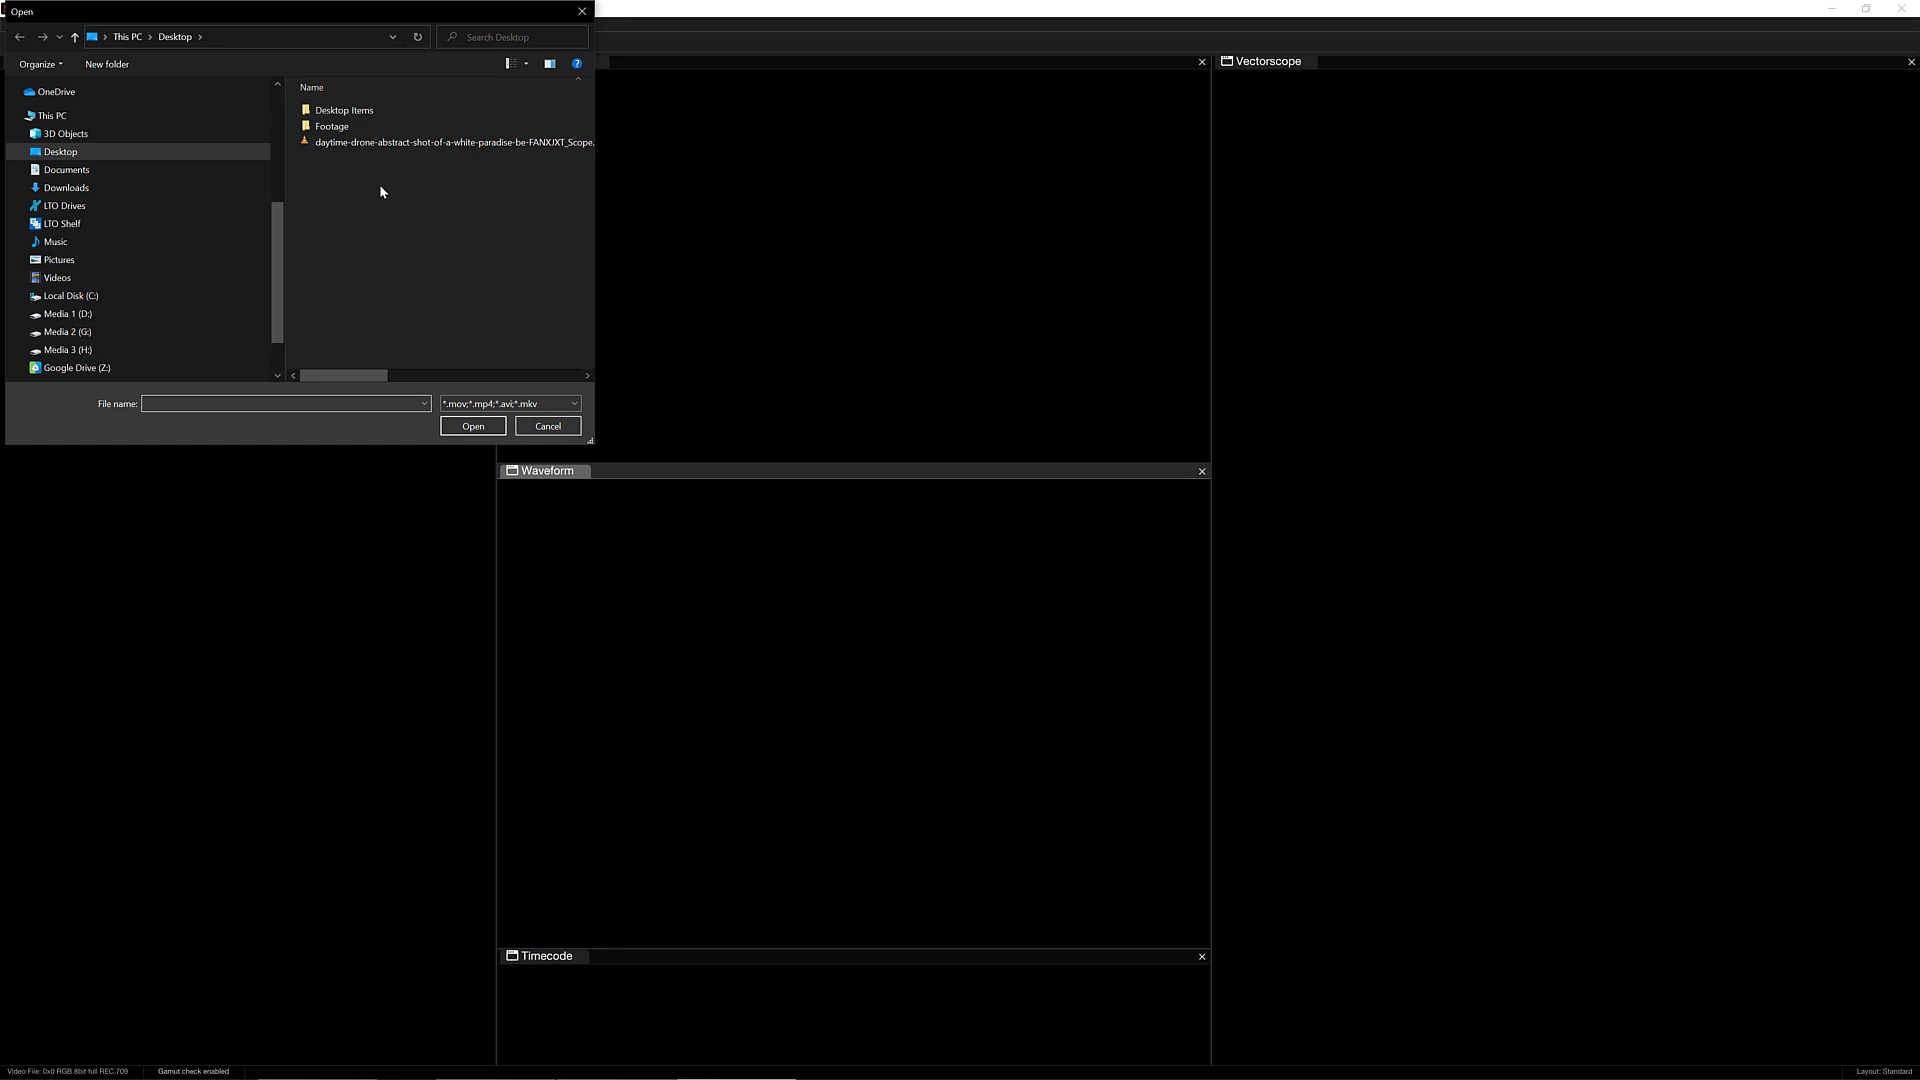 Open
This PC
Desktop
Search Desktop
Organize
New folder
OneDrive
This PC
3D Objects
Desktop
Documents
Downloads
LTO Drives
LTO Shelf
Music
Pictures
Videos
Local Disk (C:)
Media 1 (D:)
Media 2 (G:)
Media 3 (H:)
Google Drive (Z:)
Name
Desktop Items
Footage
daytime-drone-abstract-shot-of-a-white-paradise-be-FANXJXT_Scope.
File name:
*.mov;*.mp4;*.avi;*.mkv
Open
Cancel
Vectorscope
Waveform
Timecode
Video File: 0x0 RGB 8bit full REC.709
Gamut check enabled
Layout: Standard